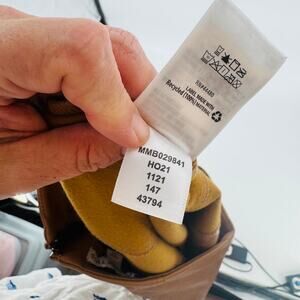 LABEL MADE WITH
Recycled (100%) MATERIAL
MMB029841
HO21
1121
147
43794